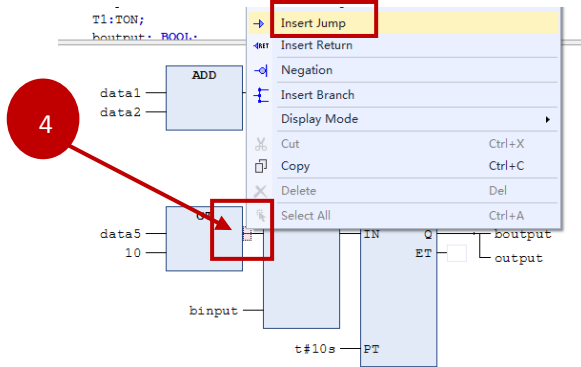 T1:TON;
boutput: BOOL;
Insert Jump
Insert Return
Negation
Insert Branch
Display Mode
Cut Ctrl+X
Copy Ctrl+C
Delete Del
Select All Ctrl+A
4
ADD
data1
data2
data5
10
binput
IN Q
ET
boutput
output
t#10s PT